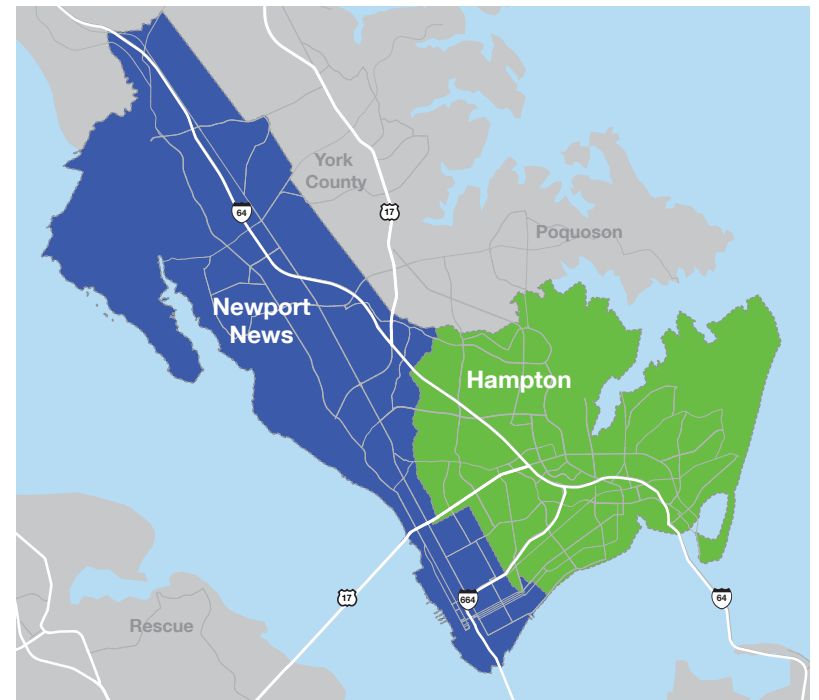 York
County
64
17
Poquoson
Newport
News
Hampton
17
664
64
Rescue